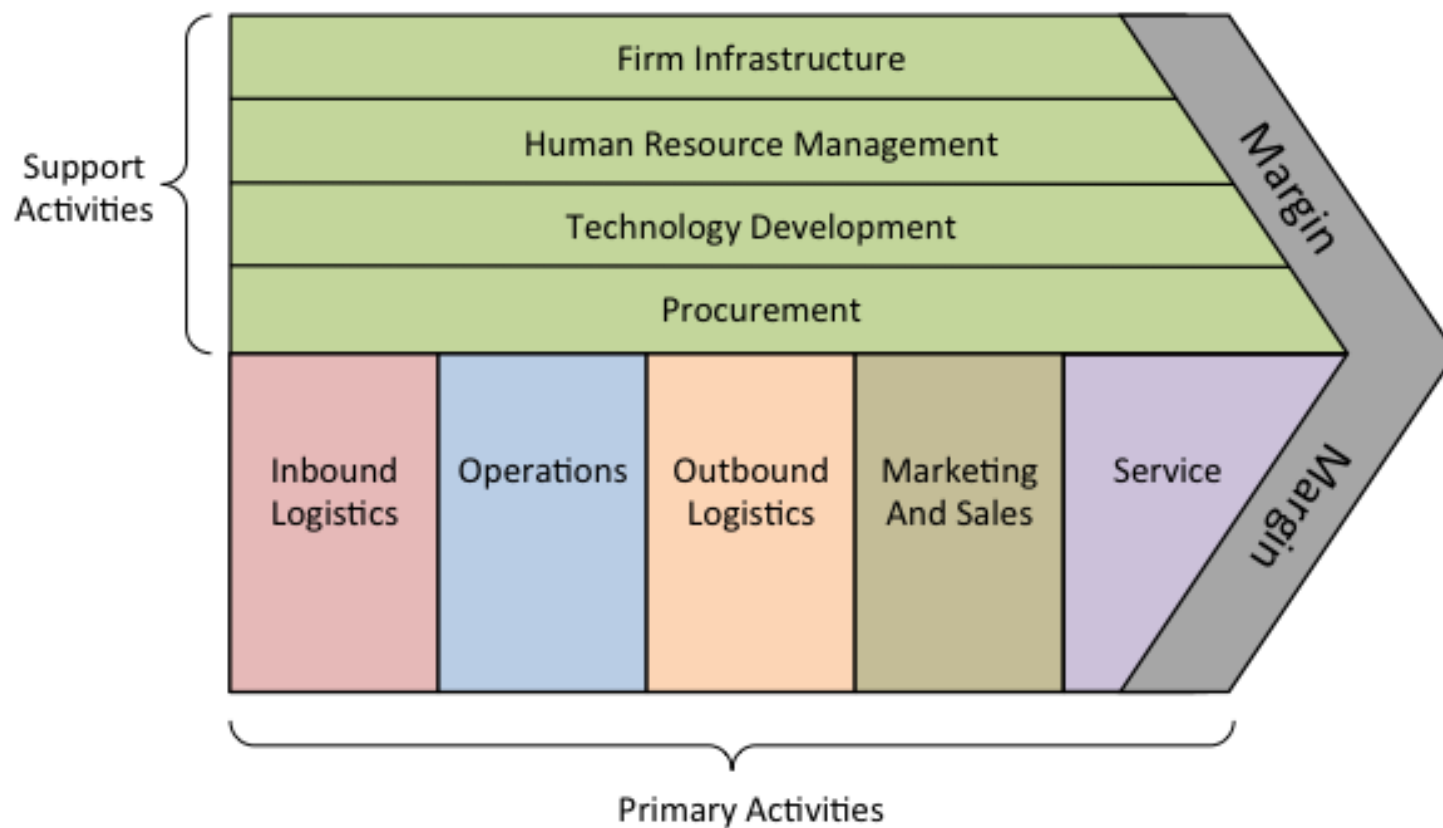 Firm Infrastructure
Human Resource Management
Support
Activities
Technology Development
Procurement
Margin
Inbound
Logistics
Operations
Outbound
Logistics
Marketing
And Sales
Service
Margin
Primary Activities